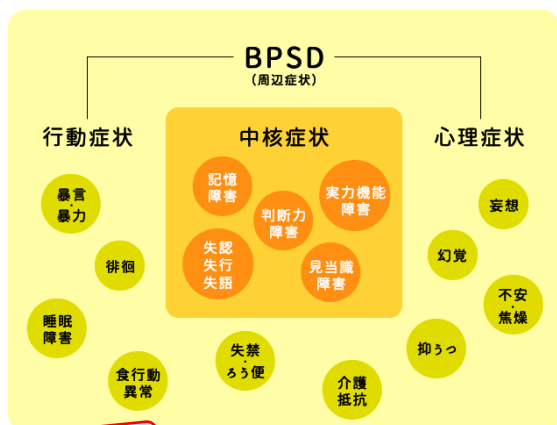 BPSD
(周辺症状)
行動症状
中核症状
心理症状
記憶
障害
実力機能
障害
判断力
障害
失認
失行
失語
見当識
障害
暴言
・
暴力
徘徊
睡眠
障害
食行動
異常
失禁
・
ろう便
介護
抵抗
抑うつ
不安
・
焦燥
幻覚
妄想